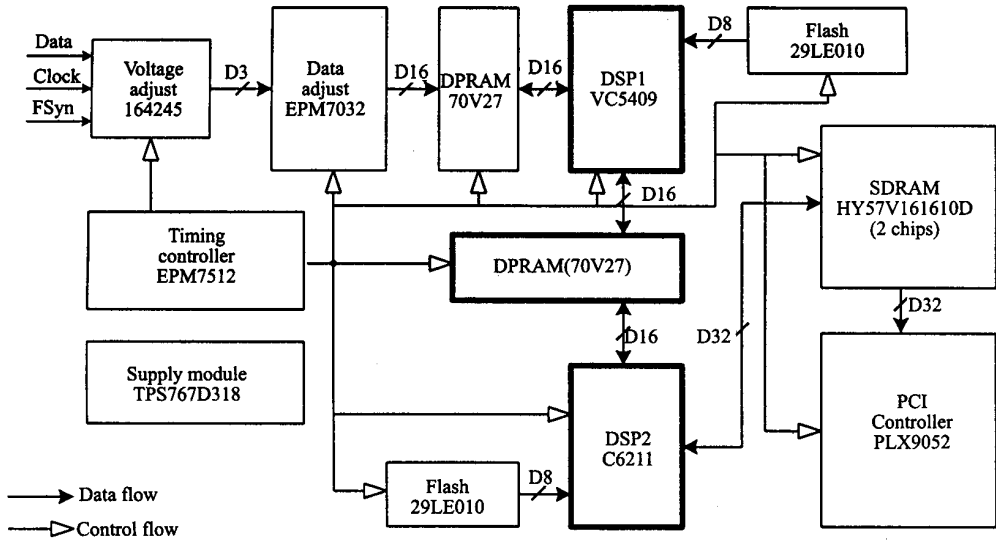 Data
Clock
FSyn
Voltage
adjust
164245
D3
Data
adjust
EPM7032
D16
DPRAM
70V27
D16
DSP1
VC5409
D8
Flash
29LE010
D16
SDRAM
HY57V161610D
(2 chips)
Timing
controller
EPM7512
DPRAM(70V27)
D32
D16
D32
Supply module
TPS767D318
PCI
Controller
PLX9052
DSP2
C6211
Flash
29LE010
D8
Data flow
Control flow